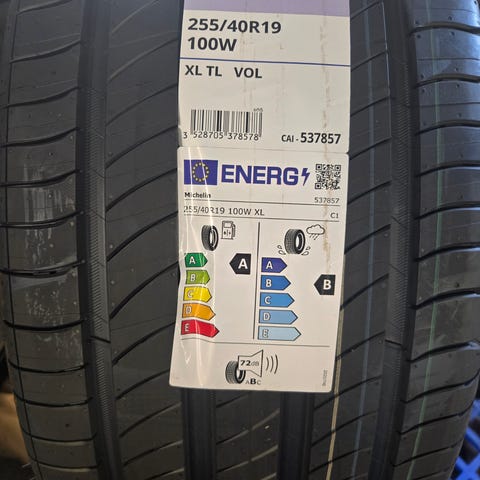 255/40R19
100W
XL TL VOL
3 528705 378578
CAI - 537857
ENERG
Michelin 537857
255/40R19 100W XL C1
A A A
B B B
C C
D D
E E
72dB
ABC